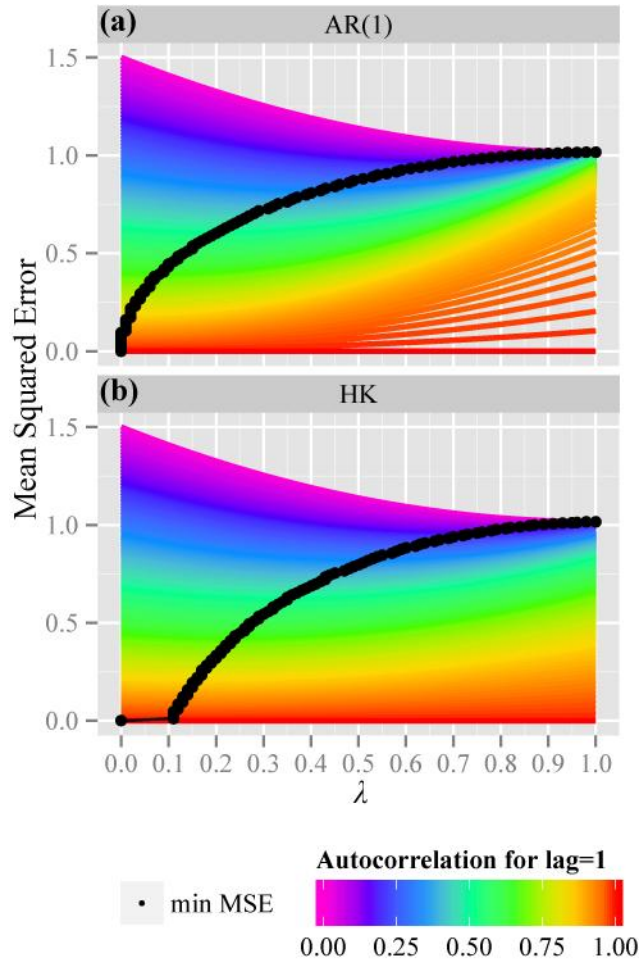 (a)
AR(1)
1.5
1.0
0.5
0.0
(b)
HK
1.5
1.0
0.5
0.0
Mean Squared Error
0.0 0.1 0.2 0.3 0.4 0.5 0.6 0.7 0.8 0.9 1.0
λ
Autocorrelation for lag=1
min MSE
0.00 0.25 0.50 0.75 1.00